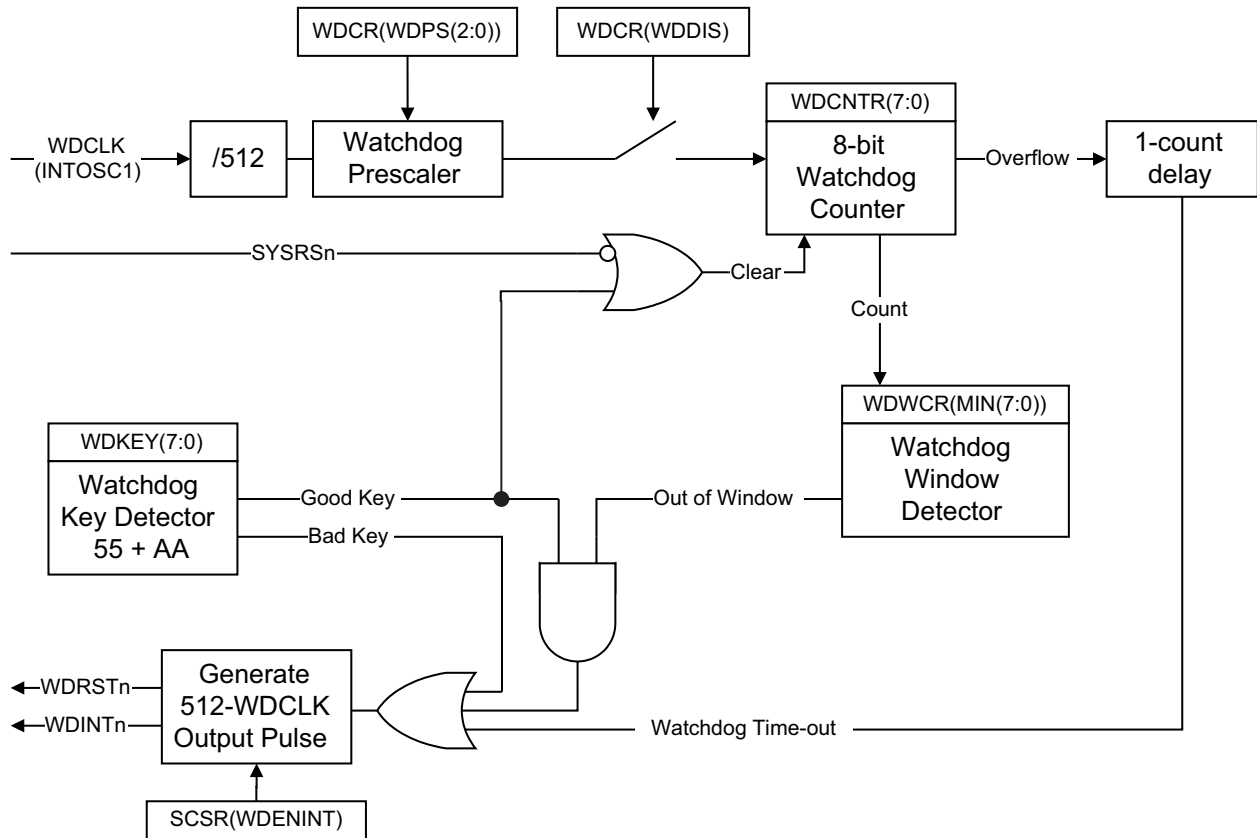 WDCR(WDPS(2:0))
WDCR(WDDIS)
WDCNTR(7:0)
WDCLK
(INTOSC1)
/512
Watchdog
Prescaler
8-bit
Watchdog
Counter
Overflow
1-count
delay
SYSRSn
Clear
Count
WDWCR(MIN(7:0))
Watchdog
Window
Detector
WDKEY(7:0)
Watchdog
Key Detector
55 + AA
Good Key
Bad Key
Out of Window
Generate
512-WDCLK
Output Pulse
WDRSTn
WDINTn
Watchdog Time-out
SCSR(WDENINT)